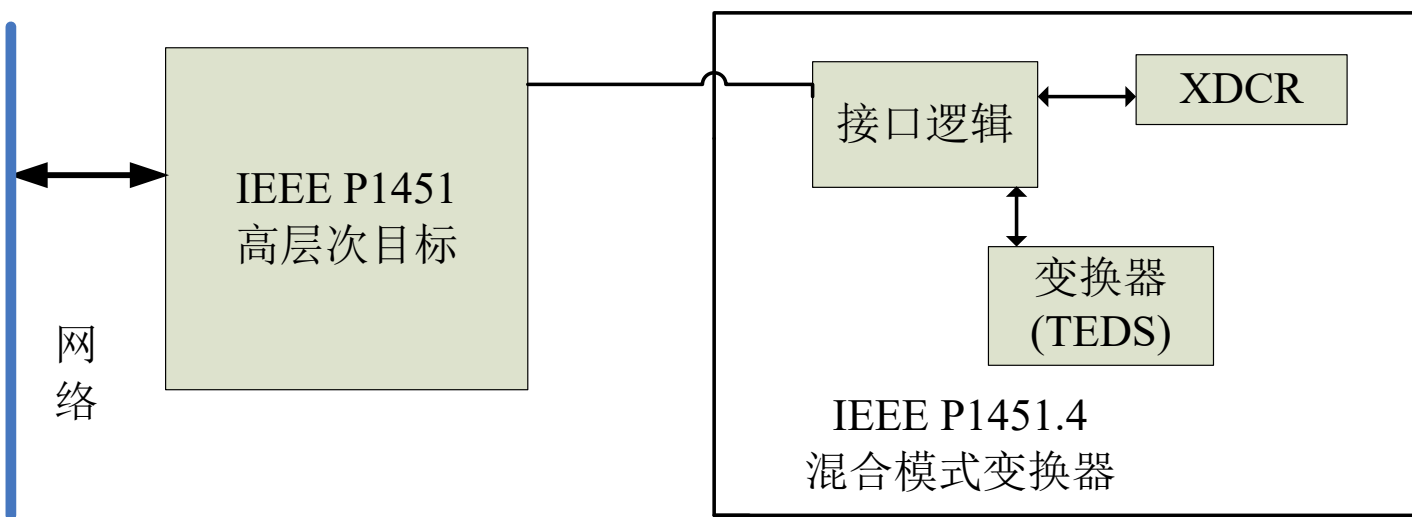 网
络
IEEE P1451
高层次目标
接口逻辑
XDCR
变换器
(TEDS)
IEEE P1451.4
混合模式变换器